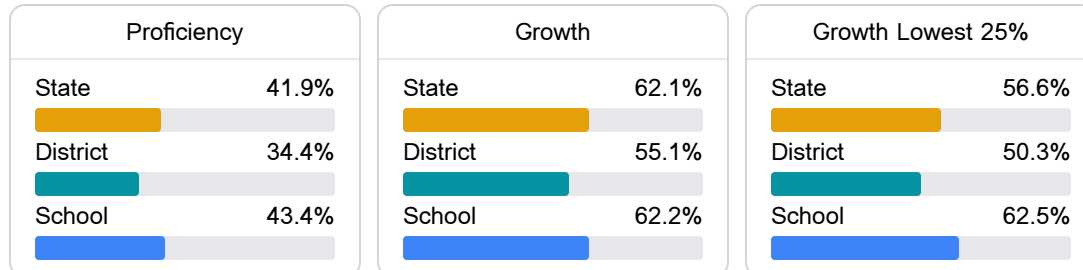 Proficiency
State 41.9%
District 34.4%
School 43.4%
Growth
State 62.1%
District 55.1%
School 62.2%
Growth Lowest 25%
State 56.6%
District 50.3%
School 62.5%